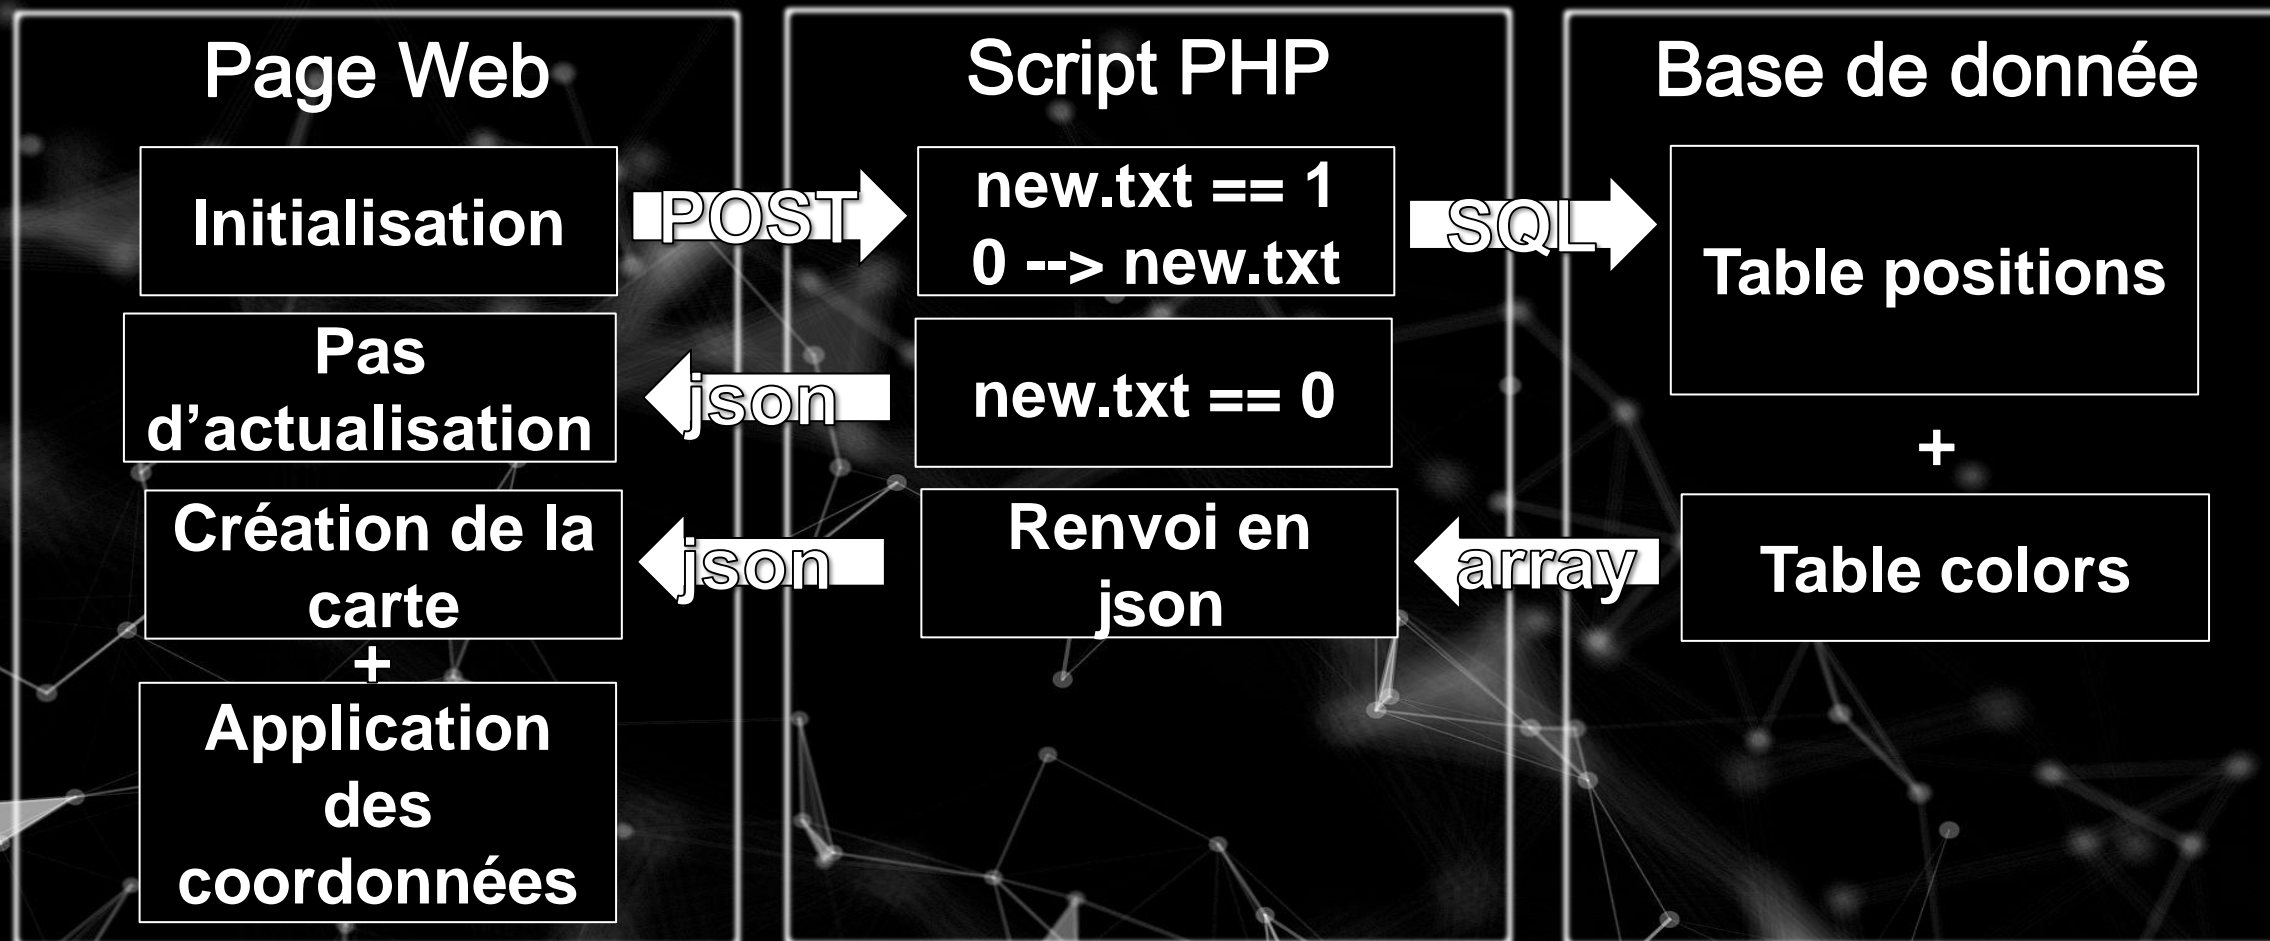 Page Web
Initialisation
Pas
d’actualisation
Création de la
carte
+
Application
des
coordonnées
POST
json
json
Script PHP
new.txt == 1
0 --> new.txt
new.txt == 0
Renvoi en
json
SQL
array
Base de donnée
Table positions
+
Table colors